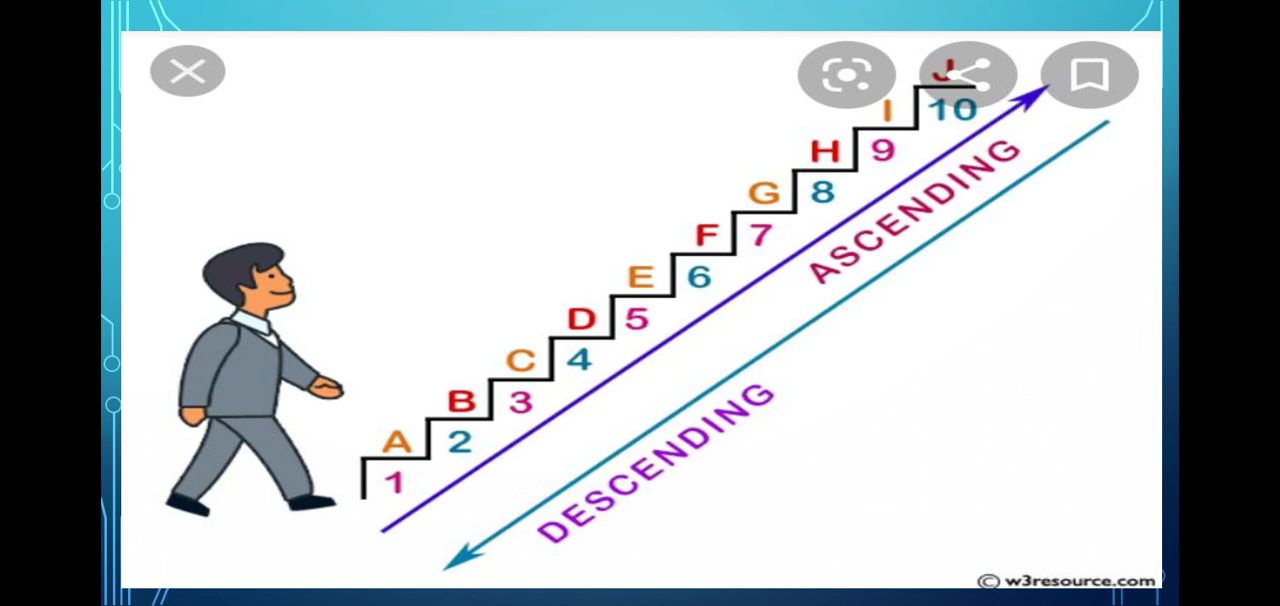 J
I 10
H 9
G 8
F 7
E 6
D 5
C 4
B 3
A 2
1
ASCENDING
DESCENDING
© w3resource.com